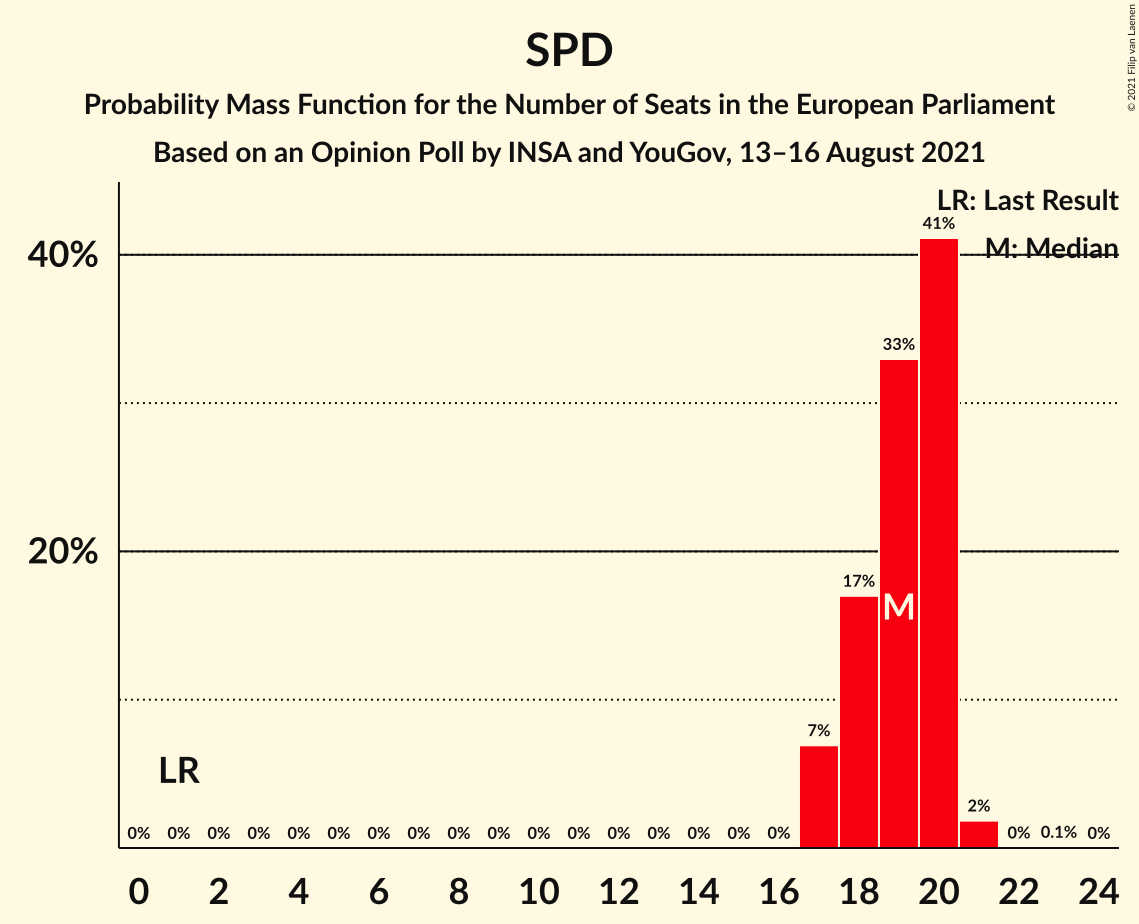 SPD
Probability Mass Function for the Number of Seats in the European Parliament
Based on an Opinion Poll by INSA and YouGov, 13–16 August 2021
© 2021 Filip van Laenen
LR: Last Result
M: Median
41%
40%
33%
20%
17%
M
7%
LR
2%
0% 0% 0% 0% 0% 0% 0% 0% 0% 0% 0% 0% 0% 0% 0% 0% 0% 0% 0.1% 0%
0 2 4 6 8 10 12 14 16 18 20 22 24